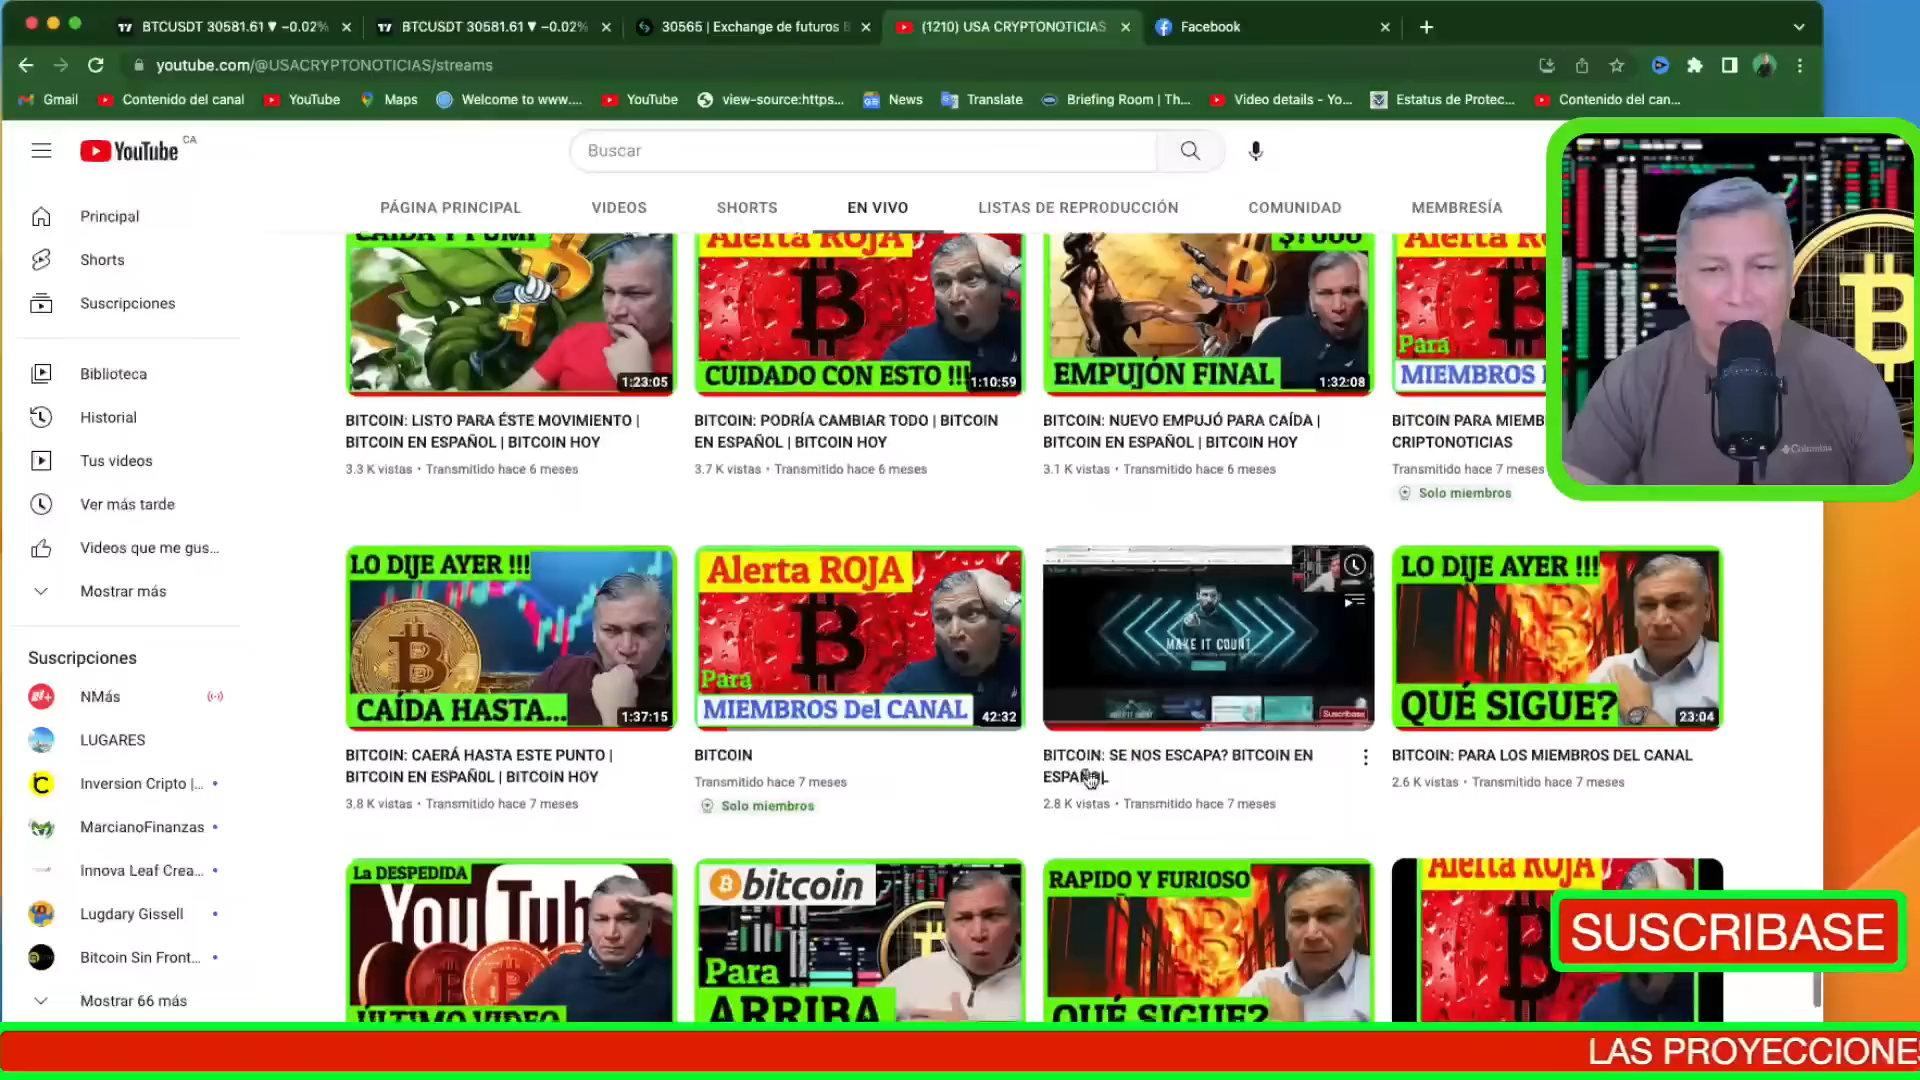 BTCUSDT 30581.61 ▼ −0.02%
BTCUSDT 30581.61 ▼ −0.02%
30565 | Exchange de futuros
(1210) USA CRYPTONOTICIAS
Facebook
youtube.com/@USACRYPTONOTICIAS/streams
Gmail
Contenido del canal
YouTube
Maps
Welcome to www....
YouTube
view-source:https...
News
Translate
Briefing Room | Th...
Video details - Yo...
Estatus de Protec...
Contenido del can...
YouTube CA
Buscar
PÁGINA PRINCIPAL
VIDEOS
SHORTS
EN VIVO
LISTAS DE REPRODUCCIÓN
COMUNIDAD
MEMBRESÍA
Principal
Shorts
Suscripciones
Biblioteca
Historial
Tus videos
Ver más tarde
Videos que me gus...
Mostrar más
Suscripciones
NMás
LUGARES
Inversion Cripto |...
MarcianoFinanzas
Innova Leaf Crea...
Lugdary Gissell
Bitcoin Sin Front...
Mostrar 66 más
1:23:05
BITCOIN: LISTO PARA ÉSTE MOVIMIENTO |
BITCOIN EN ESPAÑOL | BITCOIN HOY
3.3 K vistas • Transmitido hace 6 meses
Alerta ROJA
CUIDADO CON ESTO !!!
1:10:59
BITCOIN: PODRÍA CAMBIAR TODO | BITCOIN
EN ESPAÑOL | BITCOIN HOY
3.7 K vistas • Transmitido hace 6 meses
EMPUJÓN FINAL
1:32:08
BITCOIN: NUEVO EMPUJÓ PARA CAÍDA |
BITCOIN EN ESPAÑOL | BITCOIN HOY
3.1 K vistas • Transmitido hace 6 meses
Para
MIEMBROS
BITCOIN PARA MIEMB
CRIPTONOTICIAS
Transmitido hace 7 meses
Solo miembros
Columbia
LO DIJE AYER !!!
CAÍDA HASTA...
1:37:15
BITCOIN: CAERÁ HASTA ESTE PUNTO |
BITCOIN EN ESPAÑOL | BITCOIN HOY
3.8 K vistas • Transmitido hace 7 meses
Alerta ROJA
Para
MIEMBROS Del CANAL
42:32
BITCOIN
Transmitido hace 7 meses
Solo miembros
MAKE IT COUNT
Suscribase
BITCOIN: SE NOS ESCAPA? BITCOIN EN
ESPAÑOL
2.8 K vistas • Transmitido hace 7 meses
LO DIJE AYER !!!
QUÉ SIGUE?
23:04
BITCOIN: PARA LOS MIEMBROS DEL CANAL
2.6 K vistas • Transmitido hace 7 meses
La DESPEDIDA
YouTub
ÚLTIMO VIDEO
bitcoin
Para
ARRIBA
RAPIDO Y FURIOSO
QUÉ SIGUE?
Alerta ROJA
SUSCRIBASE
LAS PROYECCIONE